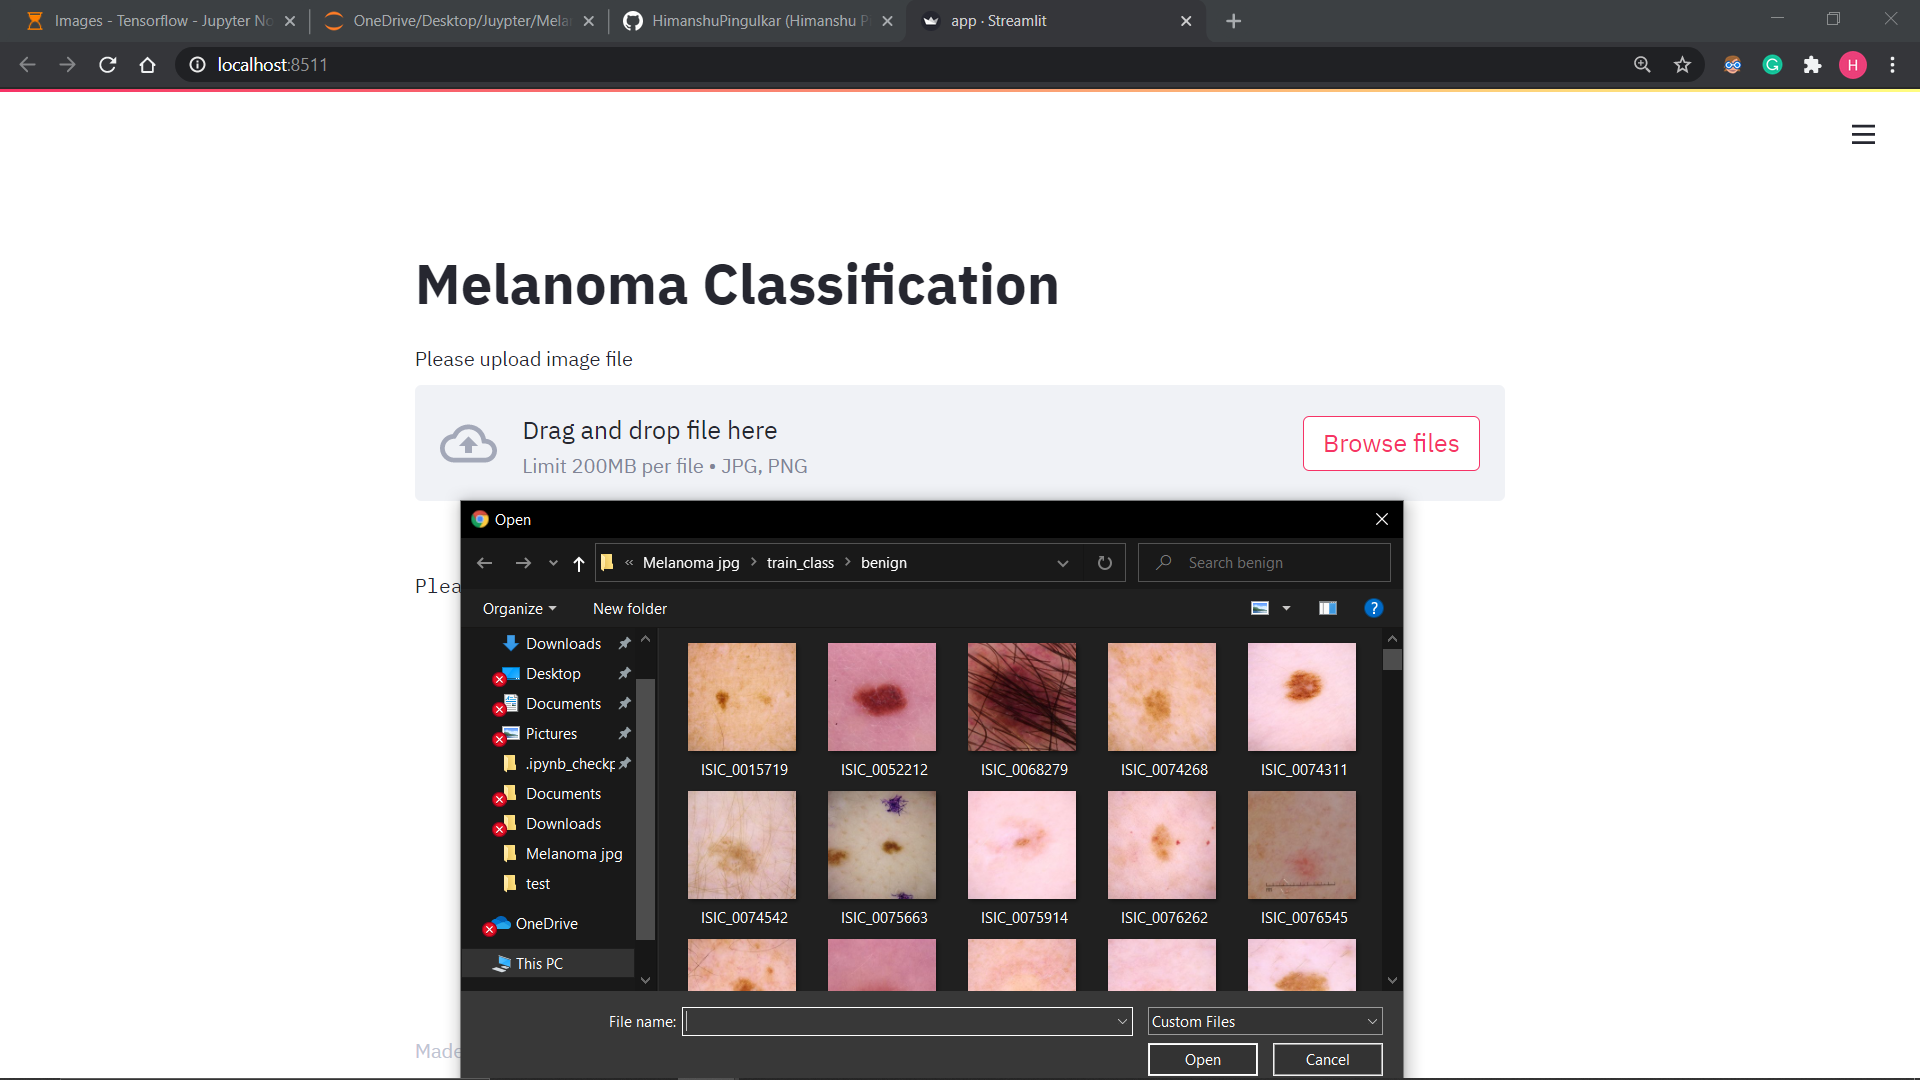 Images - Tensorflow - Jupyter No
OneDrive/Desktop/Juypter/Melan
HimanshuPingulkar (Himanshu P
app · Streamlit
localhost:8511
H
Melanoma Classification
Please upload image file
Drag and drop file here
Limit 200MB per file • JPG, PNG
Browse files
Plea
Open
« Melanoma jpg > train_class > benign
Search benign
Organize
New folder
?
Downloads
Desktop
Documents
Pictures
.ipynb_checkp
Documents
Downloads
Melanoma jpg
test
OneDrive
This PC
ISIC_0015719
ISIC_0052212
ISIC_0068279
ISIC_0074268
ISIC_0074311
ISIC_0074542
ISIC_0075663
ISIC_0075914
ISIC_0076262
ISIC_0076545
File name:
Custom Files
Open
Cancel
Made